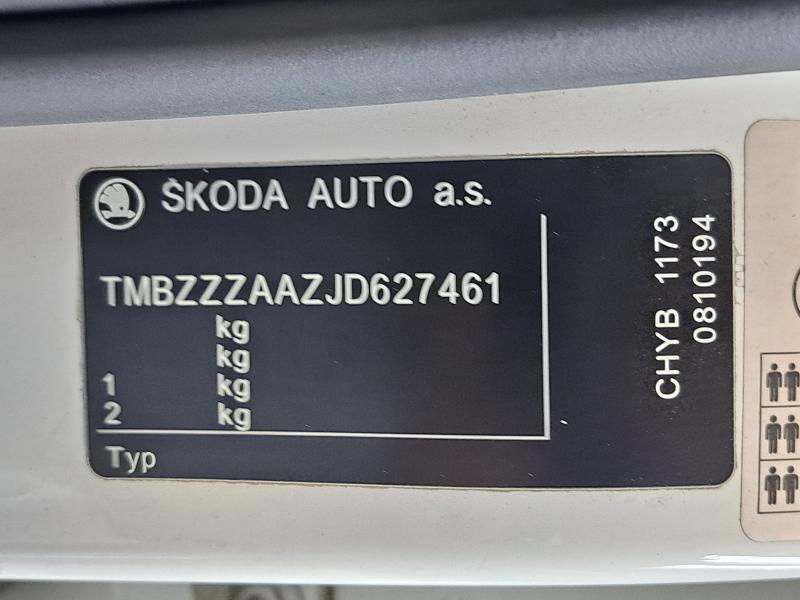 ŠKODA AUTO a.s.
TMBZZZAAZJD627461
kg
kg
1 kg
2 kg
Typ
CHYB 1173
0810194